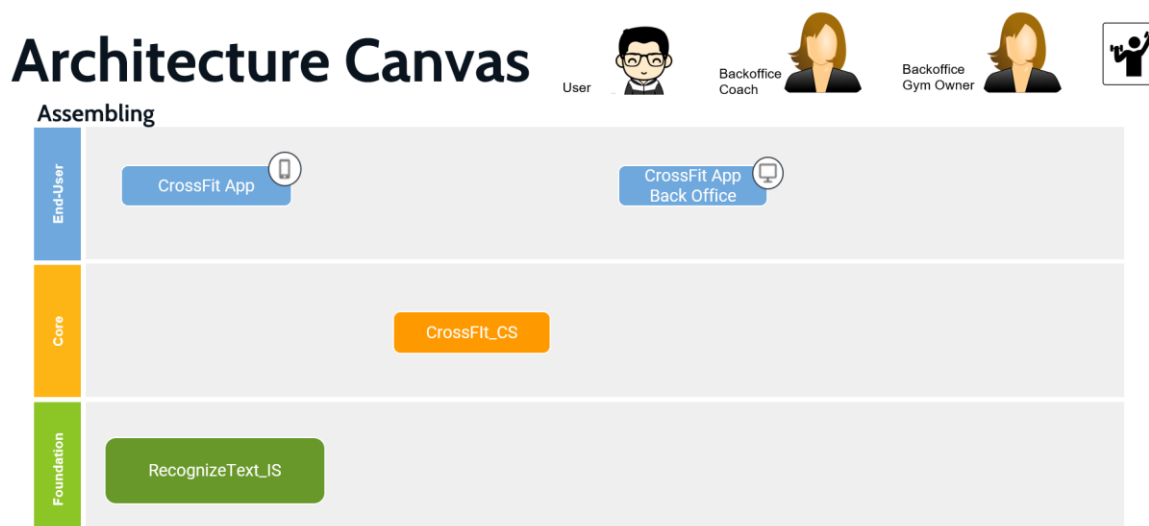 Architecture Canvas
User
Backoffice
Coach
Backoffice
Gym Owner
Assembling
End-User
CrossFit App
CrossFit App
Back Office
Core
CrossFIt_CS
Foundation
RecognizeText_IS